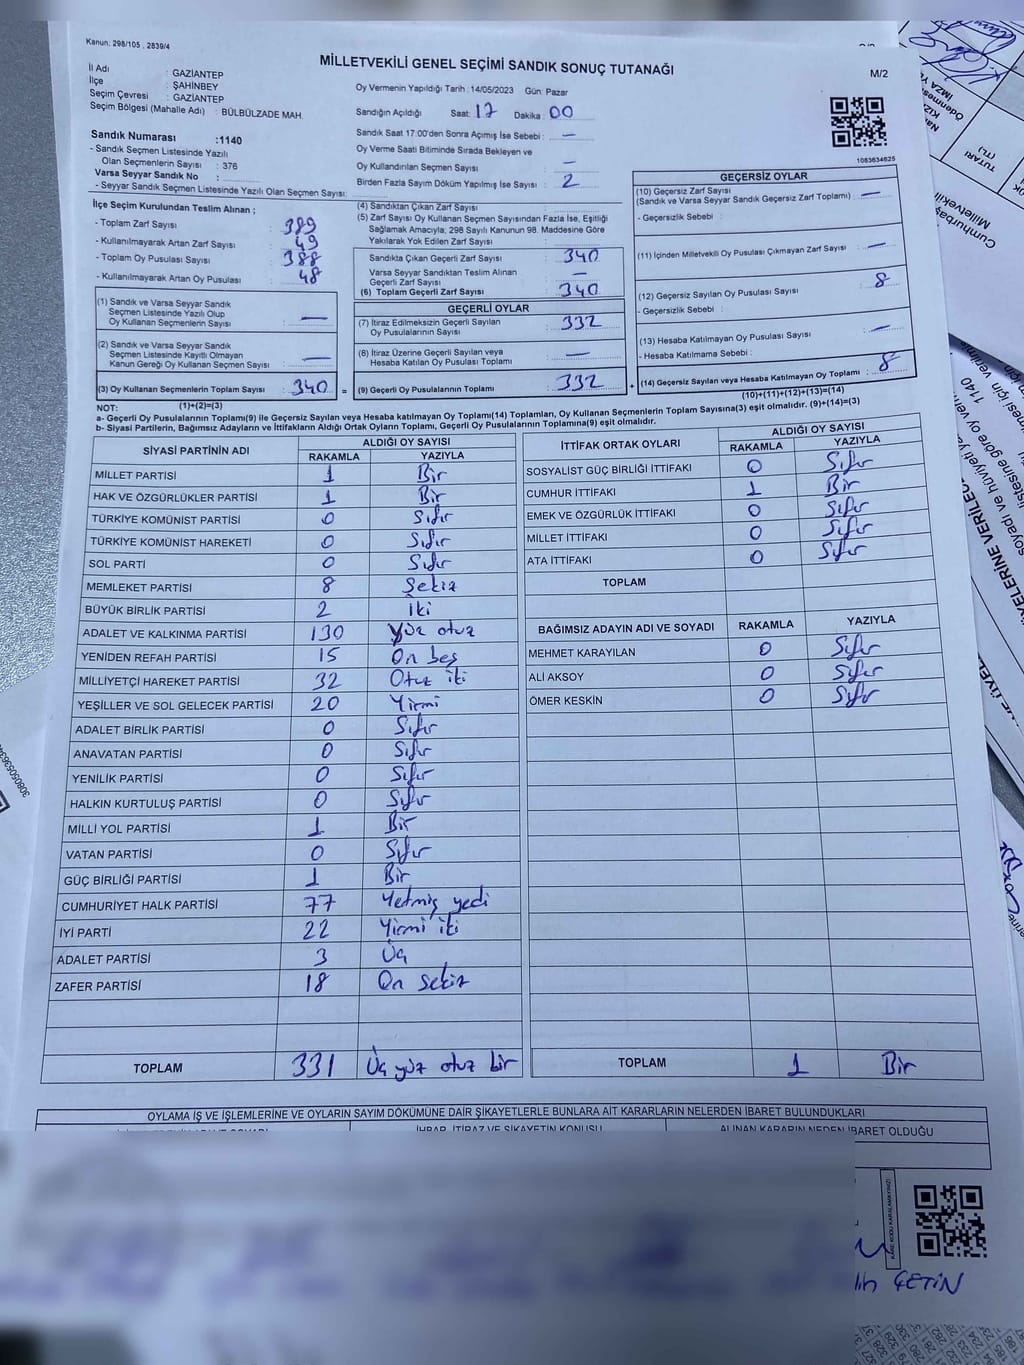 Kanun: 298/105 , 2839/4
MİLLETVEKİLİ GENEL SEÇİMİ SANDIK SONUÇ TUTANAĞI
M/2
İl Adı : GAZİANTEP
İlçe : ŞAHİNBEY
Seçim Çevresi : GAZİANTEP
Seçim Bölgesi (Mahalle Adı) : BÜLBÜLZADE MAH.
Sandık Numarası :1140
- Sandık Seçmen Listesinde Yazılı
Olan Seçmenlerin Sayısı : 376
Varsa Seyyar Sandık No :
- Seyyar Sandık Seçmen Listesinde Yazılı Olan Seçmen Sayısı:
Oy Vermenin Yapıldığı Tarih : 14/05/2023 Gün: Pazar
Sandığın Açıldığı Saat: 17 Dakika : 00
Sandık Saat 17:00'den Sonra Açımış İse Sebebi : —
Oy Verme Saati Bitiminde Sırada Bekleyen ve
Oy Kullandırılan Seçmen Sayısı : —
Birden Fazla Sayım Döküm Yapılmış İse Sayısı : 2
1083634625
İlçe Seçim Kurulundan Teslim Alınan ;
- Toplam Zarf Sayısı : 389
- Kullanılmayarak Artan Zarf Sayısı : 49
- Toplam Oy Pusulası Sayısı : 388
- Kullanılmayarak Artan Oy Pusulası : 48
(4) Sandıktan Çıkan Zarf Sayısı :
(5) Zarf Sayısı Oy Kullanan Seçmen Sayısından Fazla İse, Eşitliği
Sağlamak Amacıyla; 298 Sayılı Kanunun 98. Maddesine Göre
Yakılarak Yok Edilen Zarf Sayısı :
Sandıkta Çıkan Geçerli Zarf Sayısı : 340
Varsa Seyyar Sandıktan Teslim Alınan
Geçerli Zarf Sayısı : —
(6) Toplam Geçerli Zarf Sayısı : 340
GEÇERSİZ OYLAR
(10) Geçersiz Zarf Sayısı
(Sandık ve Varsa Seyyar Sandık Geçersiz Zarf Toplamı) : —
- Geçersizlik Sebebi :
(11) İçinden Milletvekili Oy Pusulası Çıkmayan Zarf Sayısı : —
(12) Geçersiz Sayılan Oy Pusulası Sayısı : 8
- Geçersizlik Sebebi :
(13) Hesaba Katılmayan Oy Pusulası Sayısı : —
- Hesaba Katılmama Sebebi :
(14) Geçersiz Sayılan veya Hesaba Katılmayan Oy Toplamı : 8
(10)+(11)+(12)+(13)=(14)
(1) Sandık ve Varsa Seyyar Sandık
Seçmen Listesinde Yazılı Olup
Oy Kullanan Seçmenlerin Sayısı : —
(2) Sandık ve Varsa Seyyar Sandık
Seçmen Listesinde Kayıtlı Olmayan
Kanun Gereği Oy Kullanan Seçmenlerin Sayısı : —
(3) Oy Kullanan Seçmenlerin Toplam Sayısı : 340 =
(1)+(2)=(3)
GEÇERLİ OYLAR
(7) İtiraz Edilmeksizin Geçerli Sayılan
Oy Pusulalarının Sayısı : 332
(8) İtiraz Üzerine Geçerli Sayılan veya
Hesaba Katılan Oy Pusulası Toplamı : —
(9) Geçerli Oy Pusulalarının Toplamı : 332 +
NOT:
a- Geçerli Oy Pusulalarının Toplamı(9) ile Geçersiz Sayılan veya Hesaba katılmayan Oy Toplamı(14) Toplamları, Oy Kullanan Seçmenlerin Toplam Sayısına(3) eşit olmalıdır. (9)+(14)=(3)
b- Siyasi Partilerin, Bağımsız Adayların ve İttifakların Aldığı Ortak Oyların Toplamı, Geçerli Oy Pusulalarının Toplamına(9) eşit olmalıdır.
SİYASİ PARTİNİN ADI ALDIĞI OY SAYISI
RAKAMLA YAZIYLA
MİLLET PARTİSİ 1 Bir
HAK VE ÖZGÜRLÜKLER PARTİSİ 1 Bir
TÜRKİYE KOMÜNİST PARTİSİ 0 Sıfır
TÜRKİYE KOMÜNİST HAREKETİ 0 Sıfır
SOL PARTİ 0 Sıfır
MEMLEKET PARTİSİ 8 Sekiz
BÜYÜK BİRLİK PARTİSİ 2 İki
ADALET VE KALKINMA PARTİSİ 130 Yüz otuz
YENİDEN REFAH PARTİSİ 15 On beş
MİLLİYETÇİ HAREKET PARTİSİ 32 Otuz iki
YEŞİLLER VE SOL GELECEK PARTİSİ 20 Yirmi
ADALET BİRLİK PARTİSİ 0 Sıfır
ANAVATAN PARTİSİ 0 Sıfır
YENİLİK PARTİSİ 0 Sıfır
HALKIN KURTULUŞ PARTİSİ 0 Sıfır
MİLLİ YOL PARTİSİ 1 Bir
VATAN PARTİSİ 0 Sıfır
GÜÇ BİRLİĞİ PARTİSİ 1 Bir
CUMHURİYET HALK PARTİSİ 77 Yetmiş yedi
İYİ PARTİ 22 Yirmi iki
ADALET PARTİSİ 3 Üç
ZAFER PARTİSİ 18 On sekiz
TOPLAM 331 Üç yüz otuz bir
İTTİFAK ORTAK OYLARI ALDIĞI OY SAYISI
RAKAMLA YAZIYLA
SOSYALİST GÜÇ BİRLİĞİ İTTİFAKI 0 Sıfır
CUMHUR İTTİFAKI 1 Bir
EMEK VE ÖZGÜRLÜK İTTİFAKI 0 Sıfır
MİLLET İTTİFAKI 0 Sıfır
ATA İTTİFAKI 0 Sıfır
TOPLAM
BAĞIMSIZ ADAYIN ADI VE SOYADI RAKAMLA YAZIYLA
MEHMET KARAYILAN 0 Sıfır
ALİ AKSOY 0 Sıfır
ÖMER KESKİN 0 Sıfır
TOPLAM 1 Bir
OYLAMA İŞ VE İŞLEMLERİNE VE OYLARIN SAYIM DÖKÜMÜNE DAİR ŞİKAYETLERLE BUNLARA AİT KARARLARIN NELERDEN İBARET BULUNDUKLARI
İHBAR, İTİRAZ VE ŞİKAYETİN KONUSU ALINAN KARARIN NEDEN İBARET OLDUĞU
ÇETİN